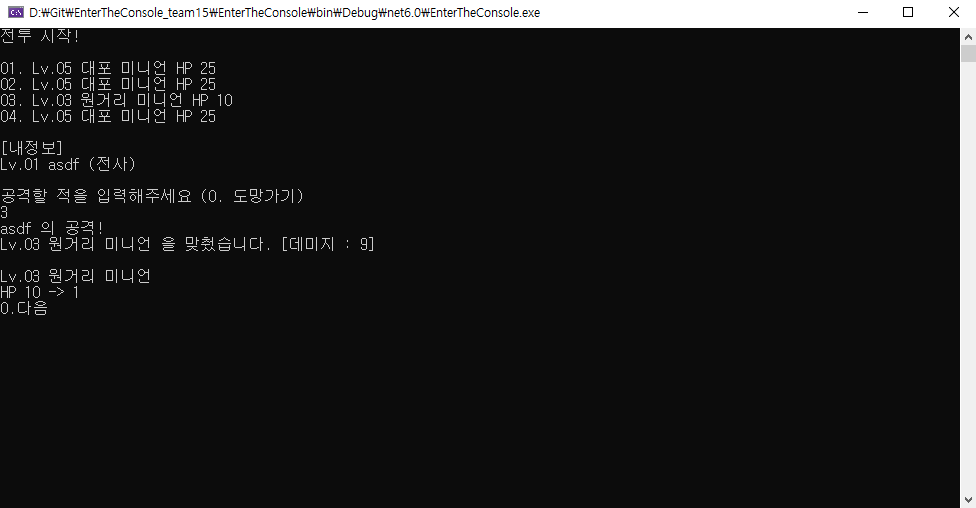 D:₩Git₩EnterTheConsole_team15₩EnterTheConsole₩bin₩Debug₩net6.0₩EnterTheConsole.exe
전투 시작!
01. Lv.05 대포 미니언 HP 25
02. Lv.05 대포 미니언 HP 25
03. Lv.03 원거리 미니언 HP 10
04. Lv.05 대포 미니언 HP 25
[내정보]
Lv.01 asdf (전사)
공격할 적을 입력해주세요 (0. 도망가기)
3
asdf 의 공격!
Lv.03 원거리 미니언 을 맞췄습니다. [데미지 : 9]
Lv.03 원거리 미니언
HP 10 -> 1
0.다음